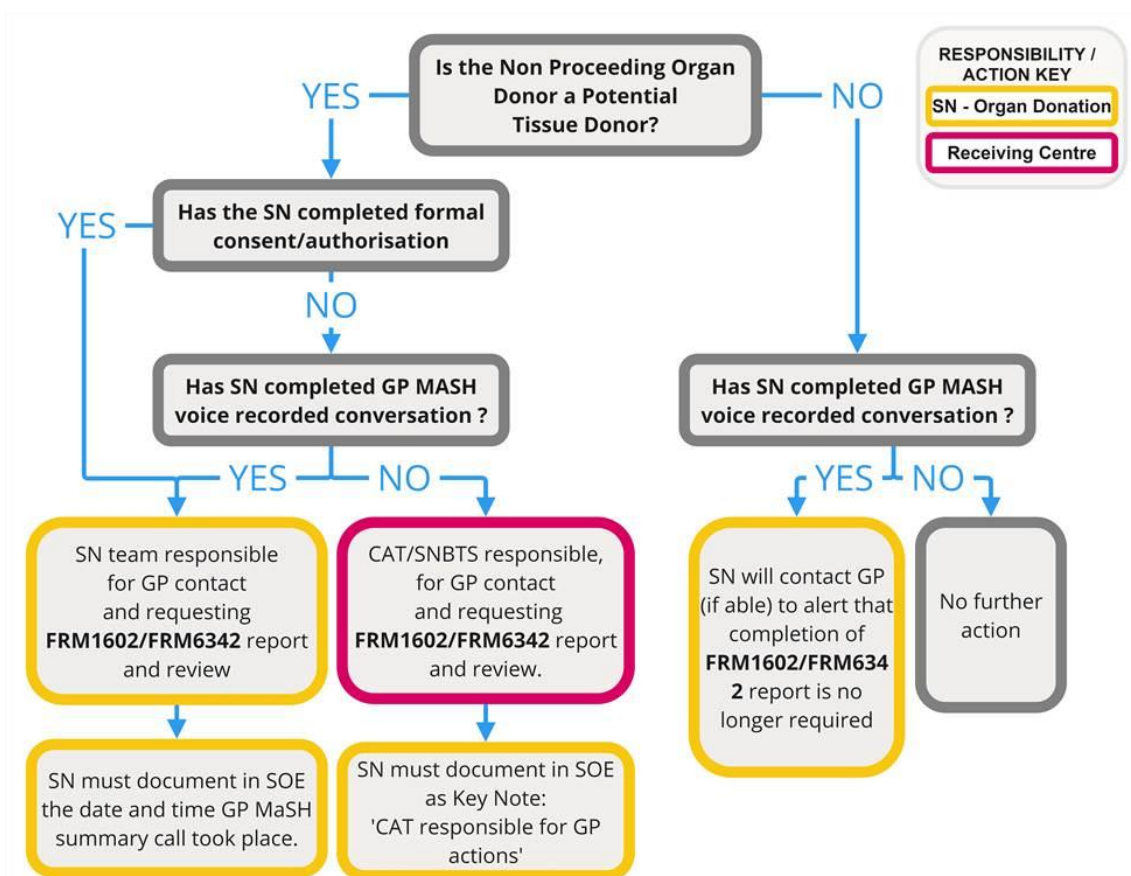 Is the Non Proceeding Organ
Donor a Potential
Tissue Donor?
YES
NO
RESPONSIBILITY /
ACTION KEY
SN - Organ Donation
Receiving Centre
Has the SN completed formal
consent/authorisation
YES
NO
Has SN completed GP MASH
voice recorded conversation ?
Has SN completed GP MASH
voice recorded conversation ?
YES
NO
YES
NO
SN team responsible
for GP contact
and requesting
FRM1602/FRM6342 report
and review
CAT/SNBTS responsible,
for GP contact
and requesting
FRM1602/FRM6342 report
and review.
SN will contact GP
(if able) to alert that
completion of
FRM1602/FRM634
2 report is no
longer required
No further
action
SN must document in SOE
the date and time GP MaSH
summary call took place.
SN must document in SOE
as Key Note:
'CAT responsible for GP
actions'